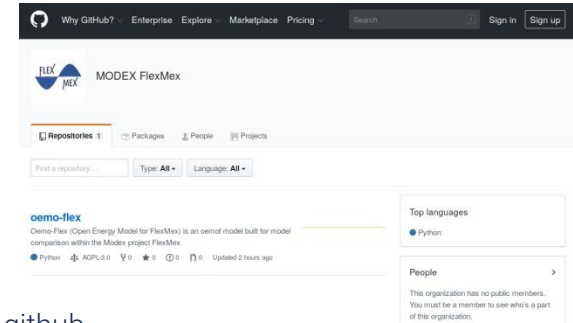 Why GitHub? Enterprise Explore Marketplace Pricing Search / Sign in Sign up
FLEX
MEX
MODEX FlexMex
Repositories 1 Packages People Projects
Find a repository... Type: All Language: All
oemo-flex
Oemo-Flex (Open Energy Model for FlexMex) is an oemof model built for model
comparison within the Modex project FlexMex
Python AGPL-3.0 0 0 0 0 Updated 2 hours ago
Top languages
Python
People
This organization has no public members.
You must be a member to see who's a part
of this organization.
github